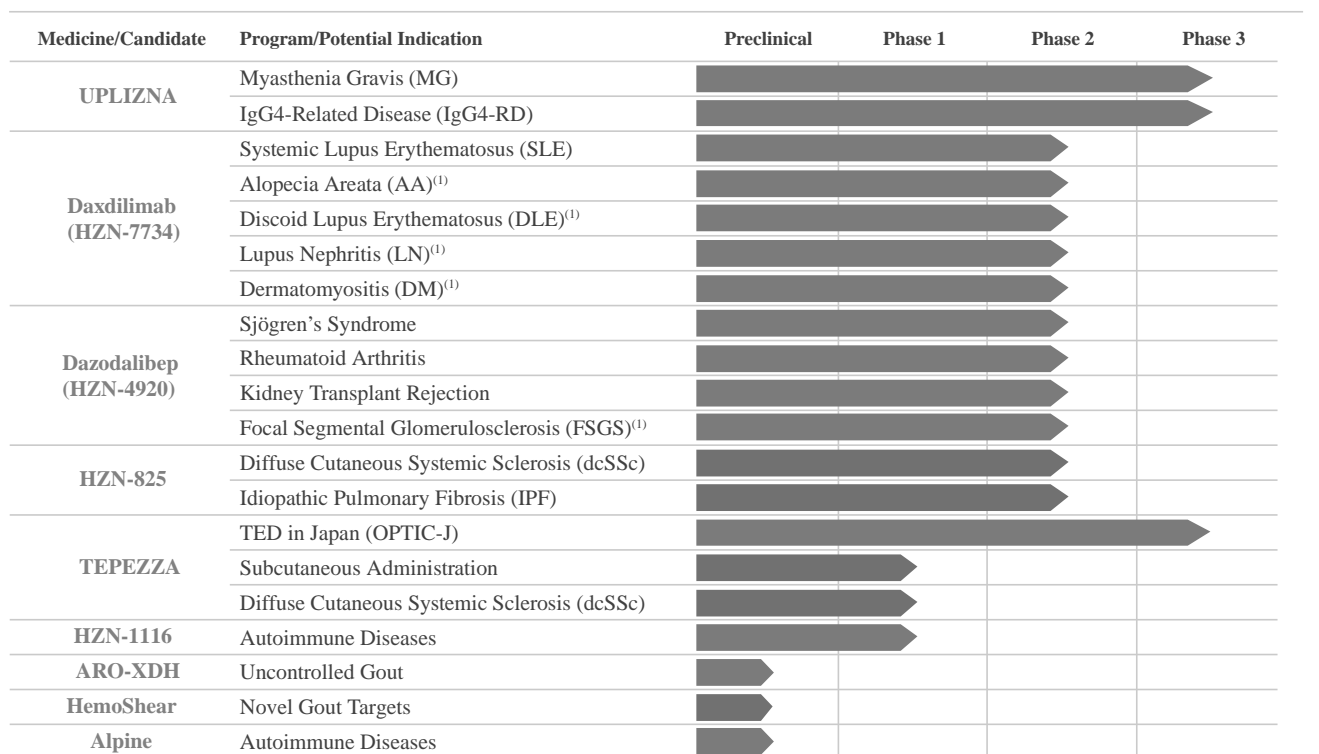 Medicine/Candidate Program/Potential Indication Preclinical Phase 1 Phase 2 Phase 3
UPLIZNA
Myasthenia Gravis (MG)
IgG4-Related Disease (IgG4-RD)
Daxdilimab
(HZN-7734)
Systemic Lupus Erythematosus (SLE)
Alopecia Areata (AA)(1)
Discoid Lupus Erythematosus (DLE)(1)
Lupus Nephritis (LN)(1)
Dermatomyositis (DM)(1)
Dazodalibep
(HZN-4920)
Sjögren’s Syndrome
Rheumatoid Arthritis
Kidney Transplant Rejection
Focal Segmental Glomerulosclerosis (FSGS)(1)
HZN-825
Diffuse Cutaneous Systemic Sclerosis (dcSSc)
Idiopathic Pulmonary Fibrosis (IPF)
TEPEZZA
TED in Japan (OPTIC-J)
Subcutaneous Administration
Diffuse Cutaneous Systemic Sclerosis (dcSSc)
HZN-1116 Autoimmune Diseases
ARO-XDH Uncontrolled Gout
HemoShear Novel Gout Targets
Alpine Autoimmune Diseases